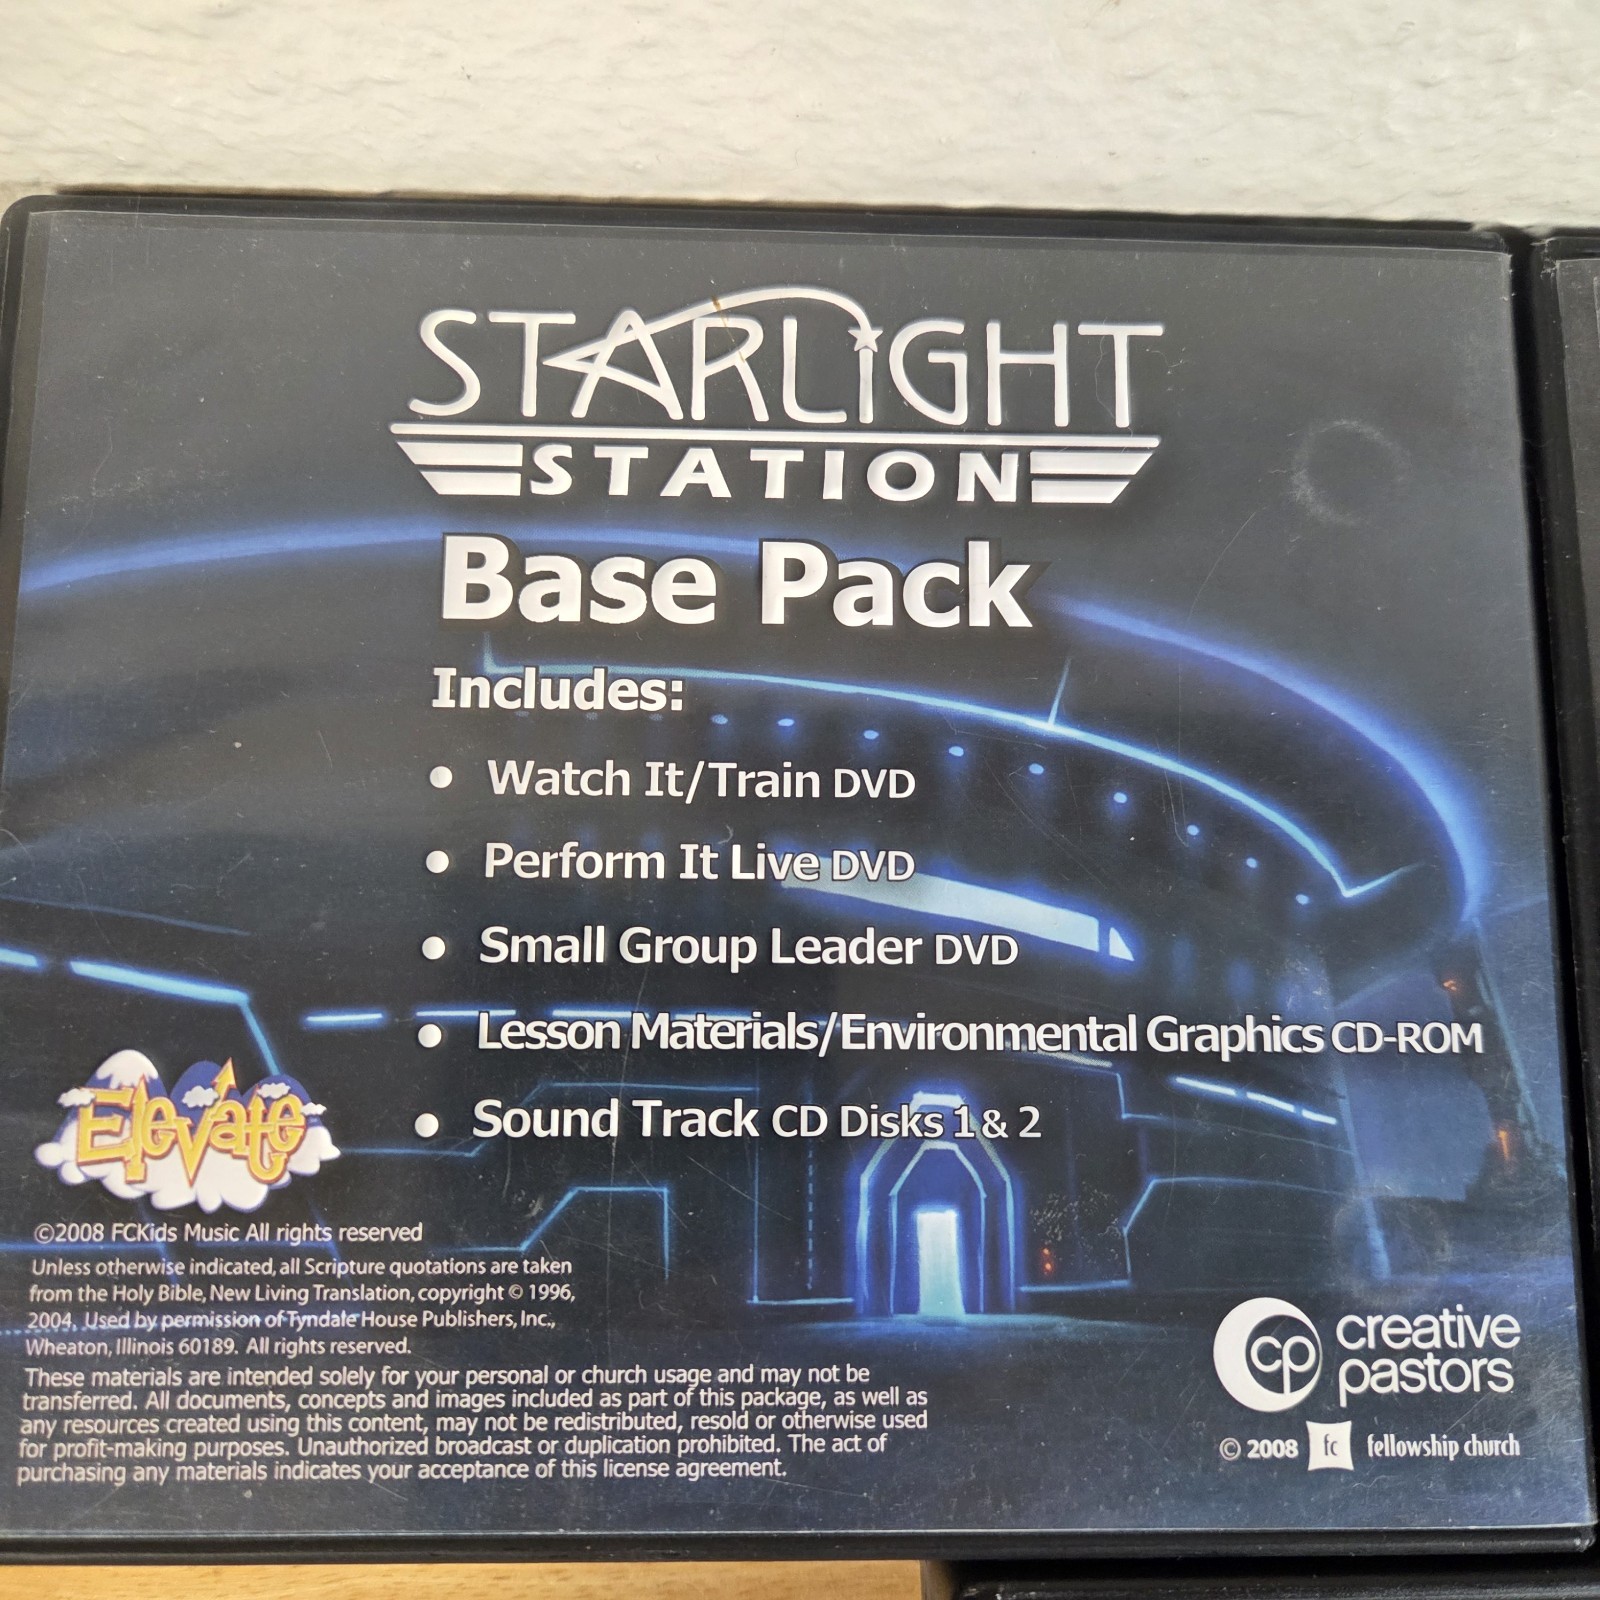 STARLiGHT
STATION
Base Pack
Includes:
• Watch It/Train DVD
• Perform It Live DVD
• Small Group Leader DVD
• Lesson Materials/Environmental Graphics CD-ROM
• Sound Track CD Disks 1 & 2
Elevate
©2008 FCKids Music All rights reserved
Unless otherwise indicated, all Scripture quotations are taken
from the Holy Bible, New Living Translation, copyright © 1996,
2004. Used by permission of Tyndale House Publishers, Inc.,
Wheaton, Illinois 60189. All rights reserved.
These materials are intended solely for your personal or church usage and may not be
transferred. All documents, concepts and images included as part of this package, as well as
any resources created using this content, may not be redistributed, resold or otherwise used
for profit-making purposes. Unauthorized broadcast or duplication prohibited. The act of
purchasing any materials indicates your acceptance of this license agreement.
cp creative
pastors
© 2008 fc fellowship church